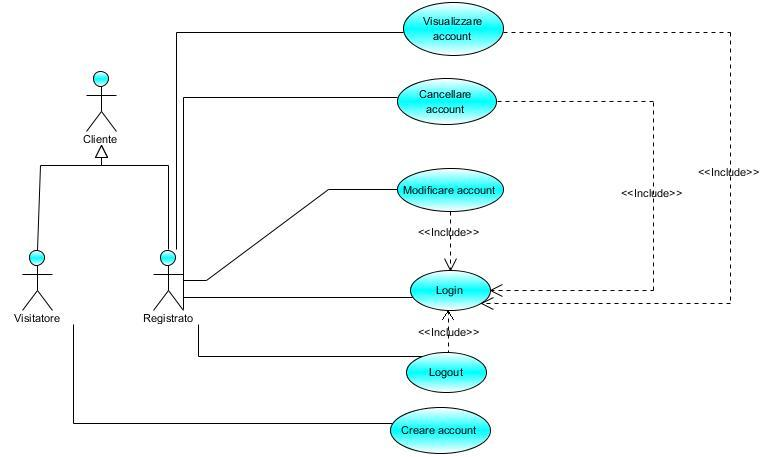 Visualizzare
account
Cancellare
account
Cliente
<<Include>>
Modificare account
<<Include>>
<<Include>>
Login
Visitatore
Registrato
<<Include>>
Logout
Creare account